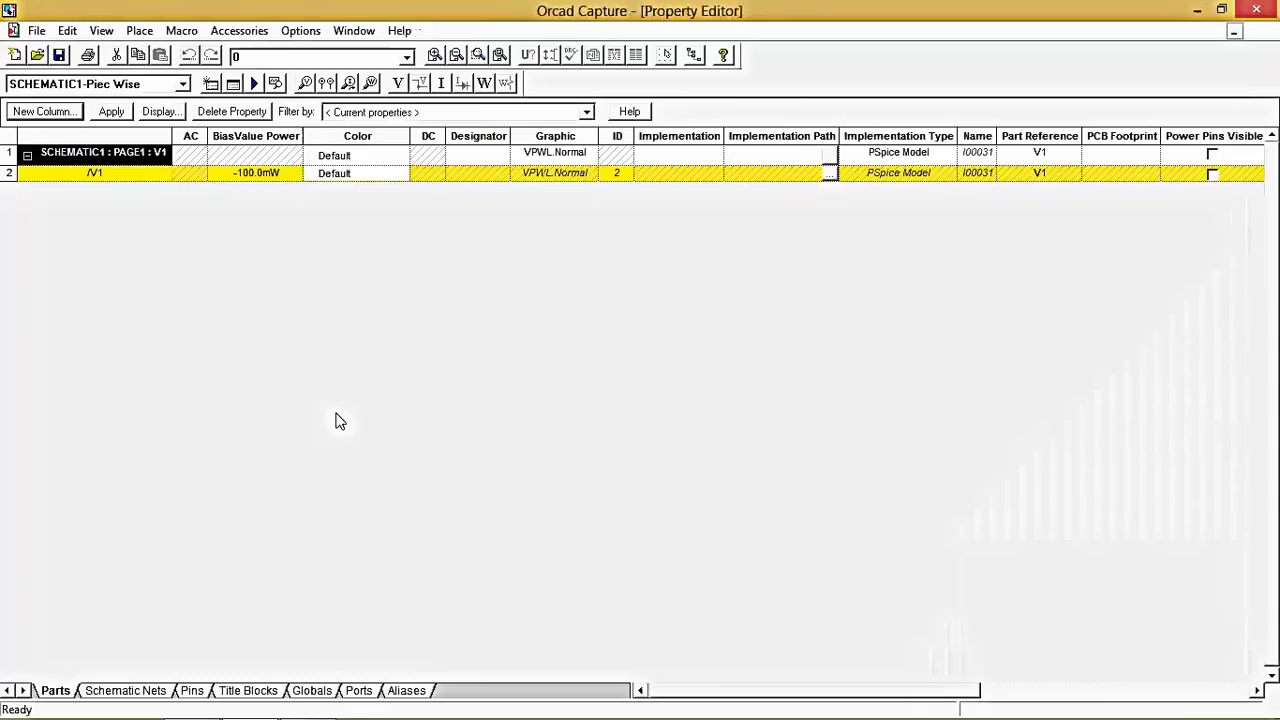 Orcad Capture - [Property Editor]
File Edit View Place Macro Accessories Options Window Help
0 U? DRC ?
SCHEMATIC1-Piec Wise V I W
New Column... Apply Display... Delete Property Filter by: < Current properties > Help
AC BiasValue Power Color DC Designator Graphic ID Implementation Implementation Path Implementation Type Name Part Reference PCB Footprint Power Pins Visible
1 SCHEMATIC1 : PAGE1 : V1 Default VPWL.Normal PSpice Model I00031 V1
2 /V1 -100.0mW Default VPWL.Normal 2 ... PSpice Model I00031 V1
Parts Schematic Nets Pins Title Blocks Globals Ports Aliases
Ready